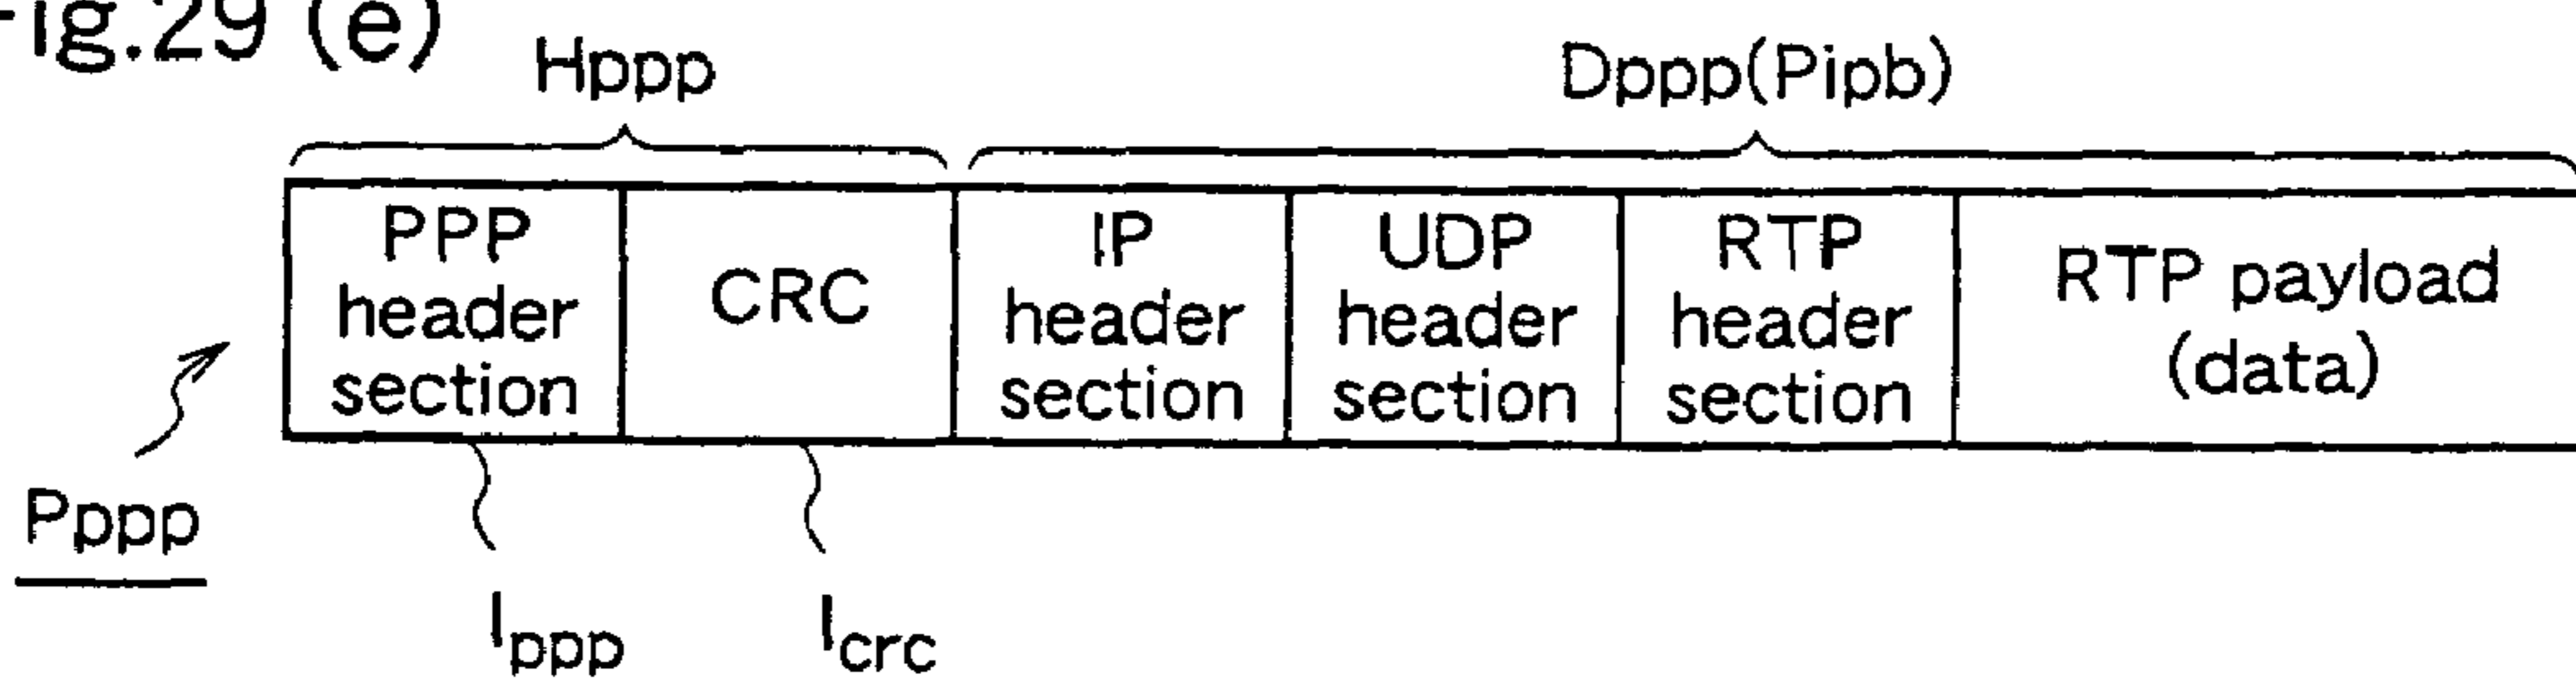 Fig.29 (e)
Hppp
Dppp(Pipb)
PPP
header
section
CRC
IP
header
section
UDP
header
section
RTP
header
section
RTP payload
(data)
Pppp
Ippp
Icrc